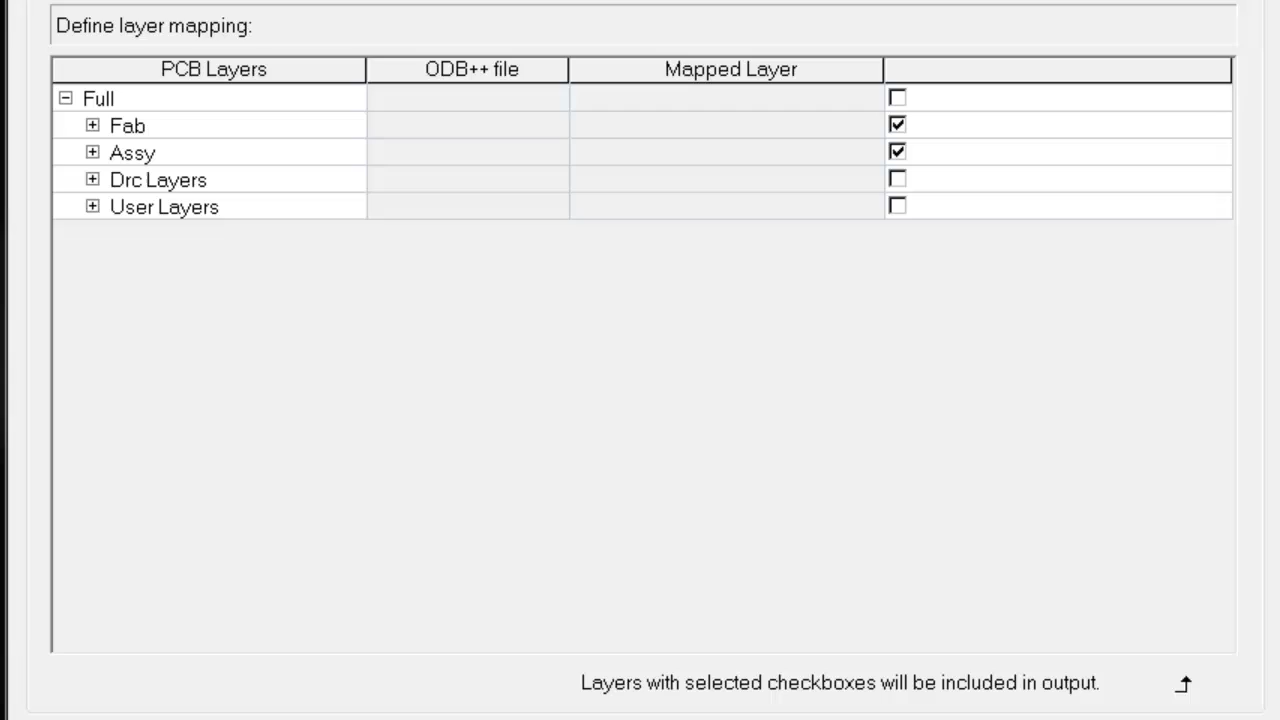 Define layer mapping:
PCB Layers ODB++ file Mapped Layer
Full
Fab
Assy
Drc Layers
User Layers
Layers with selected checkboxes will be included in output.